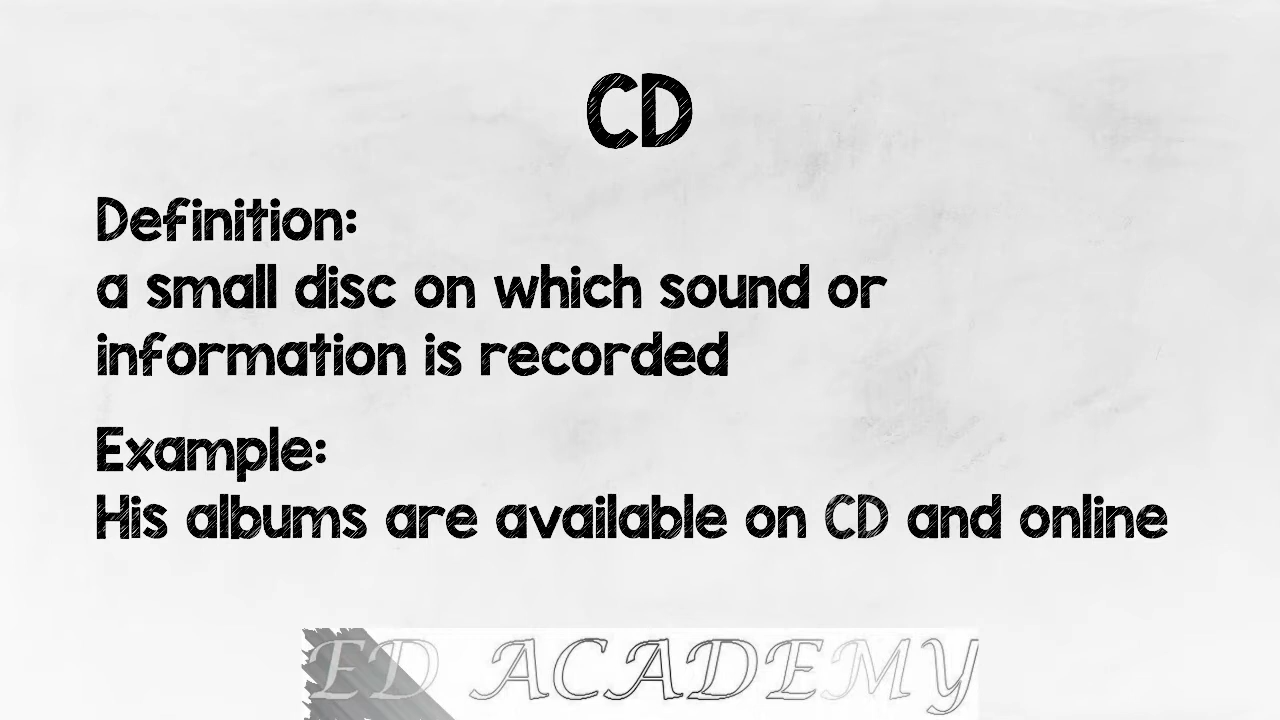 CD
Definition:
a small disc on which sound or
information is recorded
Example:
His albums are available on CD and online
ED ACADEMY